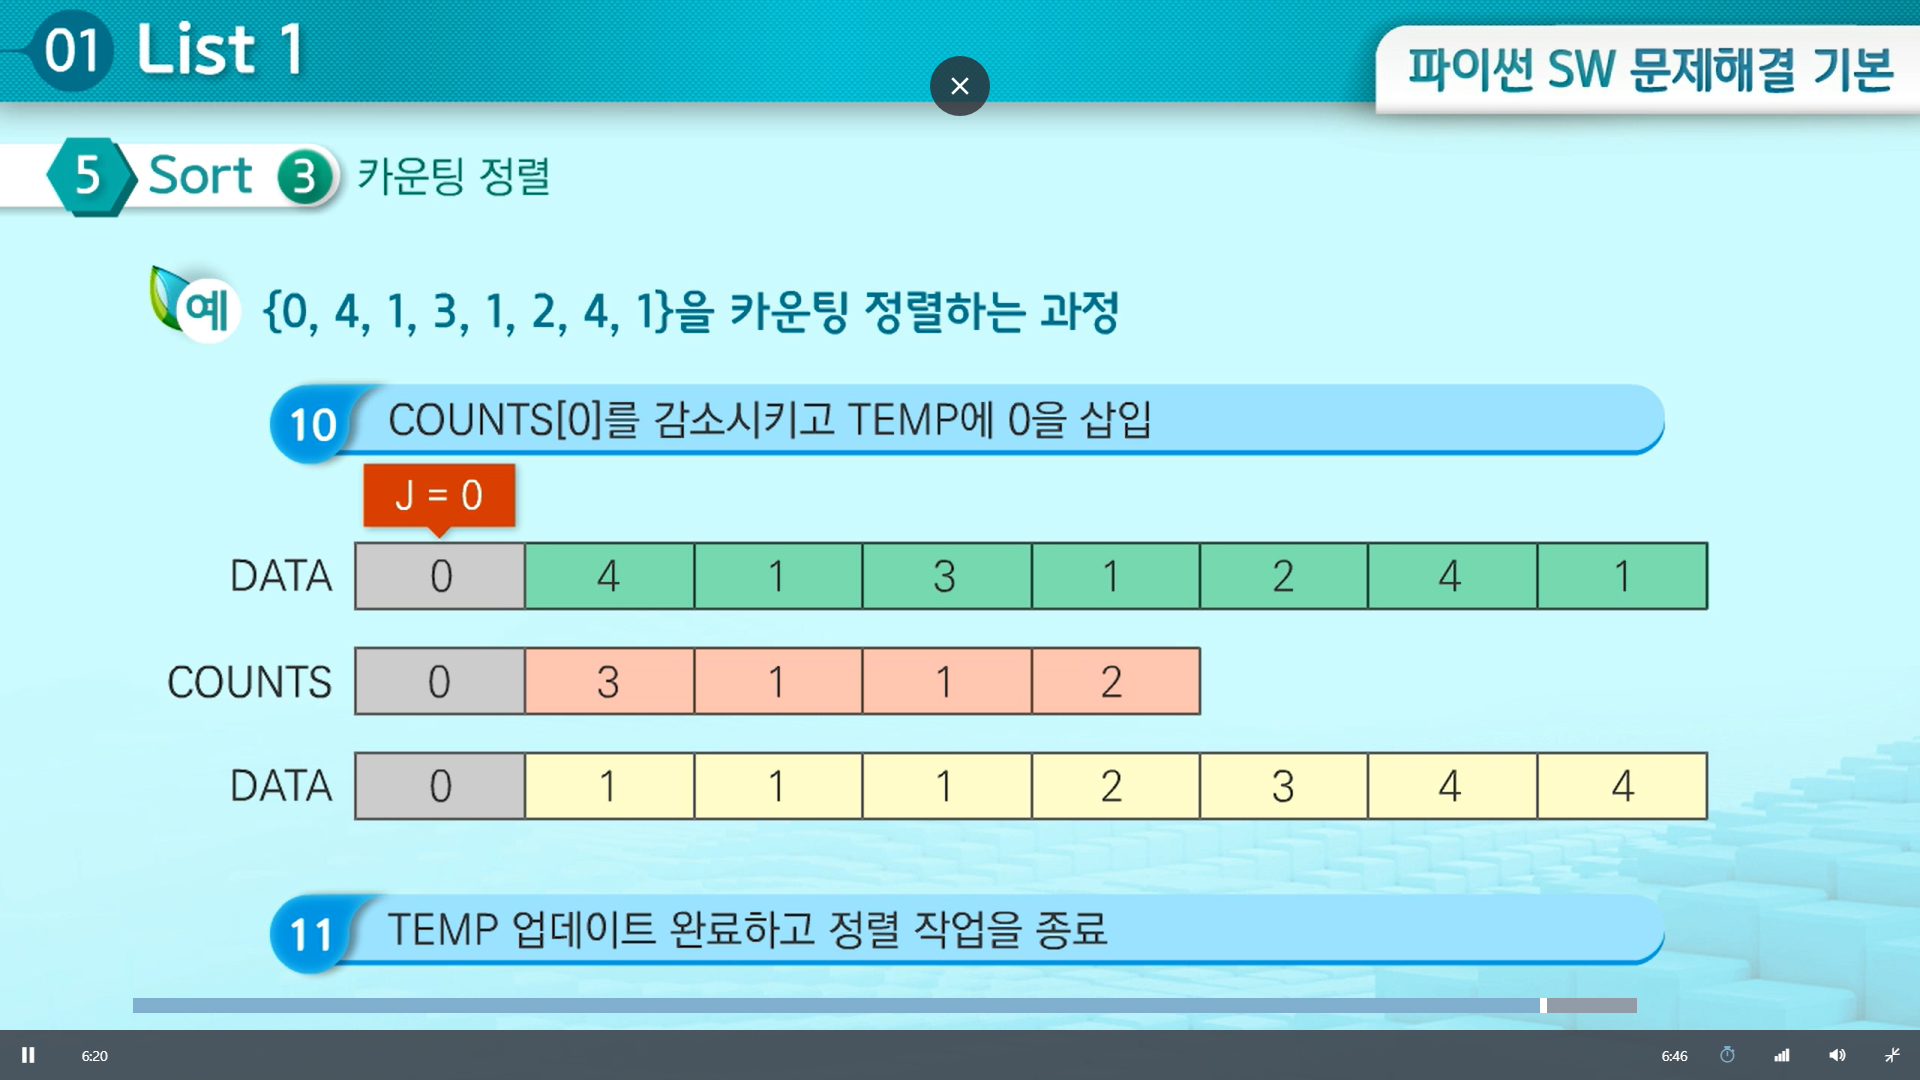 01 List 1
파이썬 SW 문제해결 기본
5 Sort 3 카운팅 정렬
예 {0, 4, 1, 3, 1, 2, 4, 1}을 카운팅 정렬하는 과정
10 COUNTS[0]를 감소시키고 TEMP에 0을 삽입
J = 0
DATA 0 4 1 3 1 2 4 1
COUNTS 0 3 1 1 2
DATA 0 1 1 1 2 3 4 4
11 TEMP 업데이트 완료하고 정렬 작업을 종료
6:20 6:46